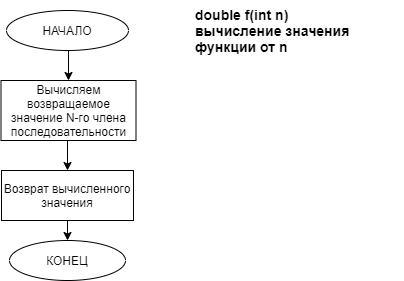 НАЧАЛО
double f(int n)
вычисление значения
функции от n
Вычисляем
возвращаемое
значение N-го члена
последовательности
Возврат вычисленного
значения
КОНЕЦ